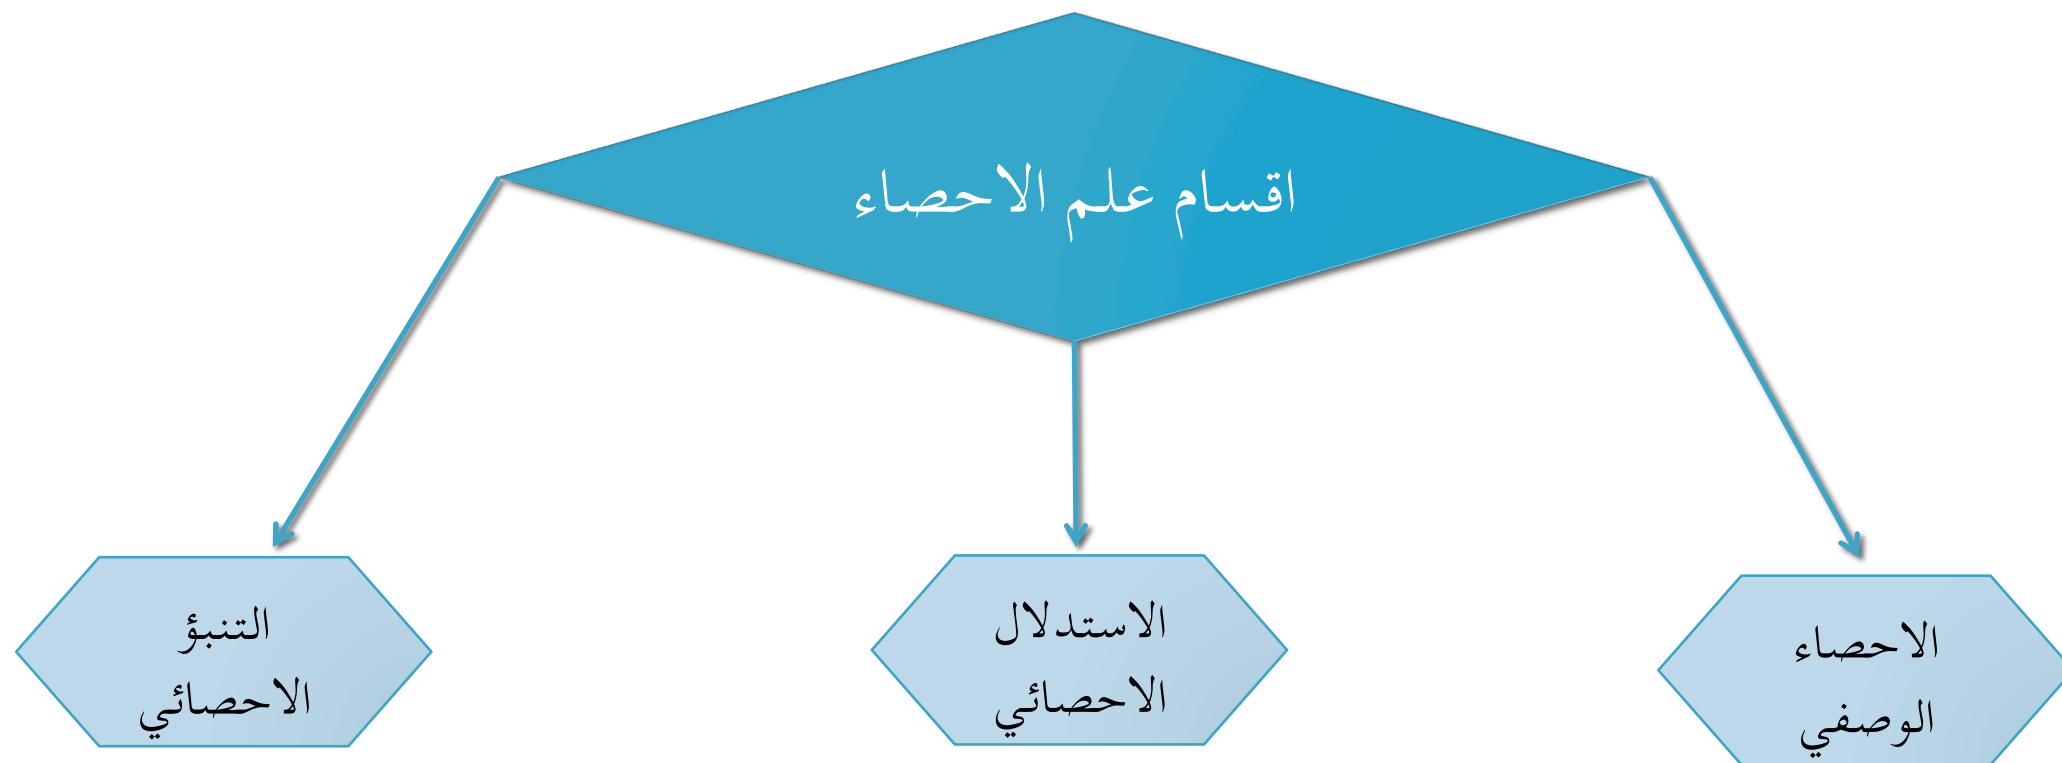 اقسام علم الاحصاء
الاحصاء
الوصفي
الاستدلال
الاحصائي
التنبؤ
الاحصائي